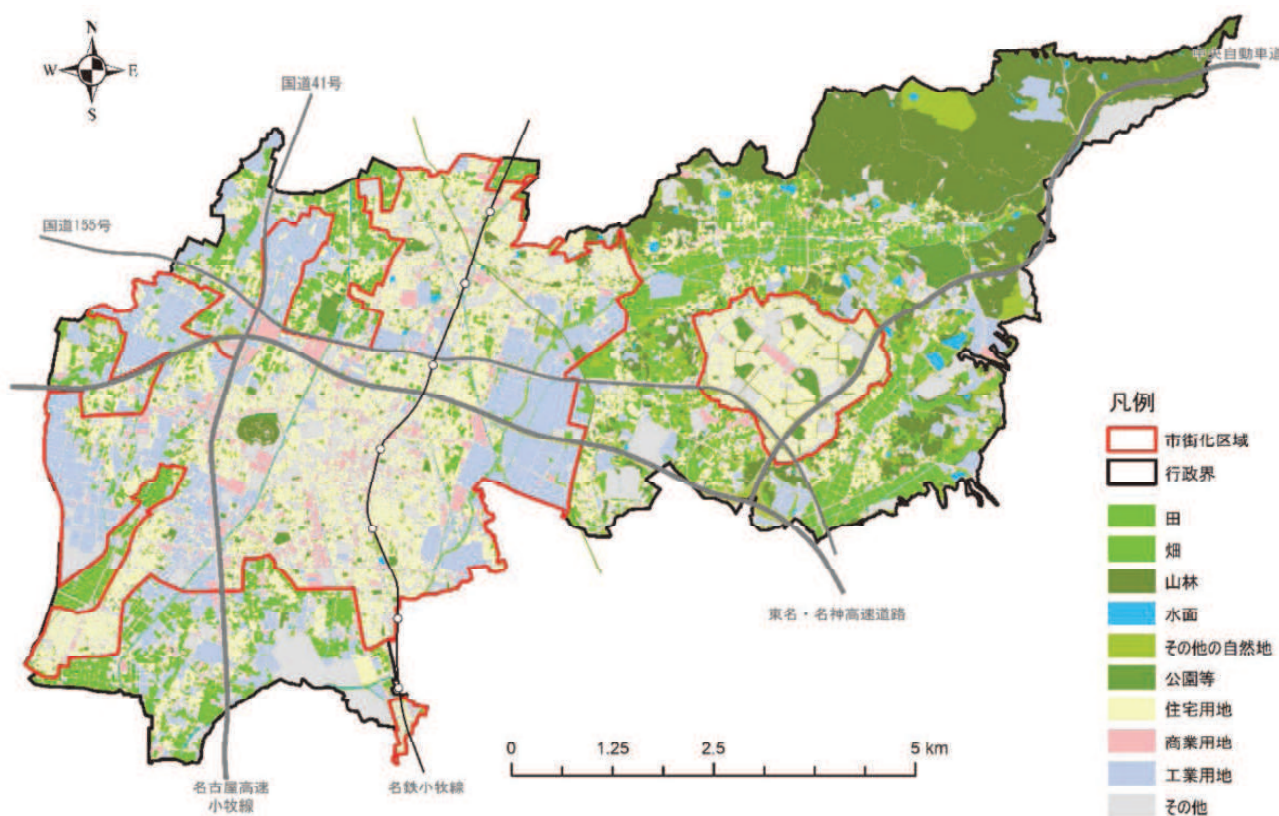 N
W E
S
国道41号
中央自動車道
国道155号
凡例
市街化区域
行政界
田
畑
山林
水面
その他の自然地
公園等
住宅用地
商業用地
工業用地
その他
東名・名神高速道路
0 1.25 2.5 5 km
名古屋高速
小牧線
名鉄小牧線